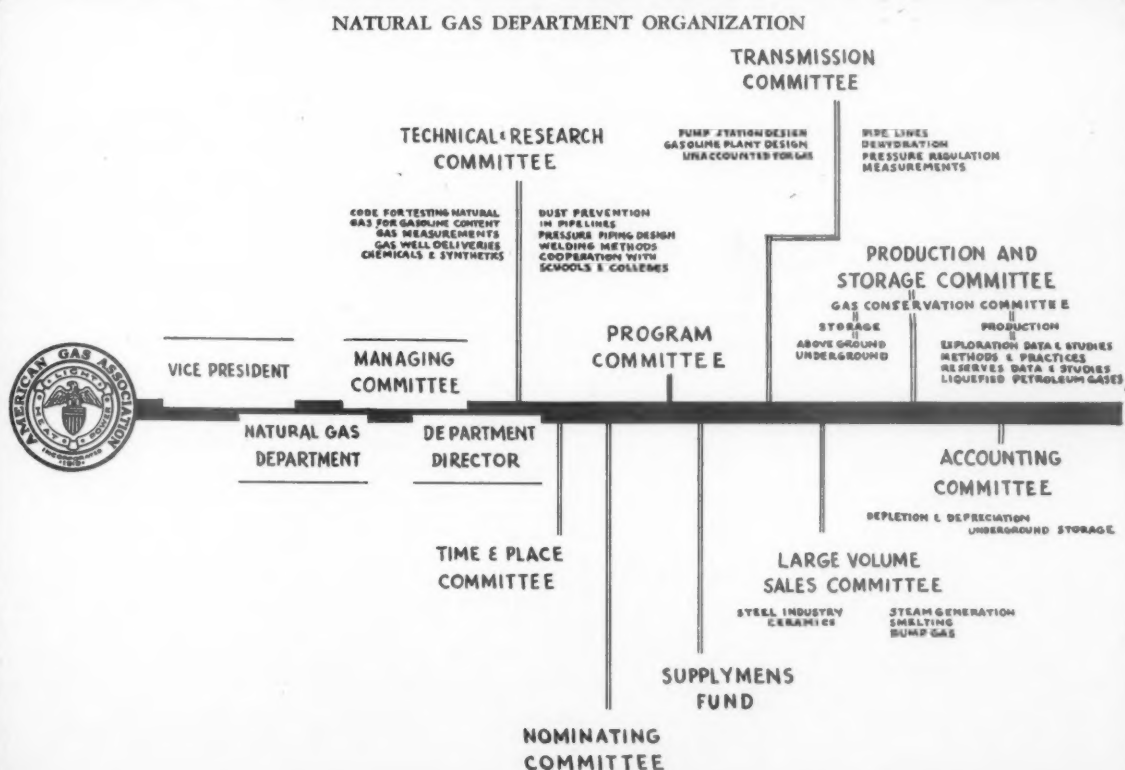 NATURAL GAS DEPARTMENT ORGANIZATION
TRANSMISSION
COMMITTEE
PUMP STATION DESIGN
GASOLINE PLANT DESIGN
UNACCOUNTED FOR GAS
PIPE LINES
DEHYDRATION
PRESSURE REGULATION
MEASUREMENTS
TECHNICAL & RESEARCH
COMMITTEE
CODE FOR TESTING NATURAL
GAS FOR GASOLINE CONTENT
GAS MEASUREMENTS
GAS WELL DELIVERIES
CHEMICALS & SYNTHETICS
DUST PREVENTION
IN PIPELINES
PRESSURE PIPING DESIGN
WELDING METHODS
COOPERATION WITH
SCHOOLS & COLLEGES
PRODUCTION AND
STORAGE COMMITTEE
GAS CONSERVATION COMMITTEE
STORAGE
ABOVE GROUND
UNDERGROUND
PRODUCTION
EXPLORATION DATA & STUDIES
METHODS & PRACTICES
RESERVES DATA & STUDIES
LIQUEFIED PETROLEUM GASES
PROGRAM
COMMITTEE
AMERICAN GAS ASSOCIATION
LIGHT
HEAT
POWER
INCORPORATED
1919
VICE PRESIDENT
MANAGING
COMMITTEE
NATURAL GAS
DEPARTMENT
DEPARTMENT
DIRECTOR
TIME & PLACE
COMMITTEE
NOMINATING
COMMITTEE
SUPPLYMENS
FUND
LARGE VOLUME
SALES COMMITTEE
STEEL INDUSTRY
CERAMICS
STEAM GENERATION
SMELTING
DUMP GAS
ACCOUNTING
COMMITTEE
DEPLETION & DEPRECIATION
UNDERGROUND STORAGE